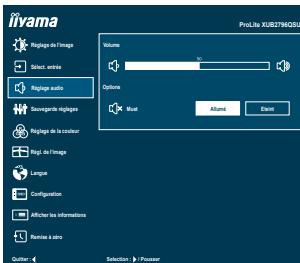 iiyama
ProLite XUB2796QSU
Réglage de l'image
Sélect. entrée
Réglage audio
Sauvegarde réglages
Réglages de la couleur
Régl. de l'image
Langue
Configuration
Afficher les informations
Remise à zéro
Volume
50
Options
Muet
Allumé
Eteint
Quitter :
Selection : / Pousser